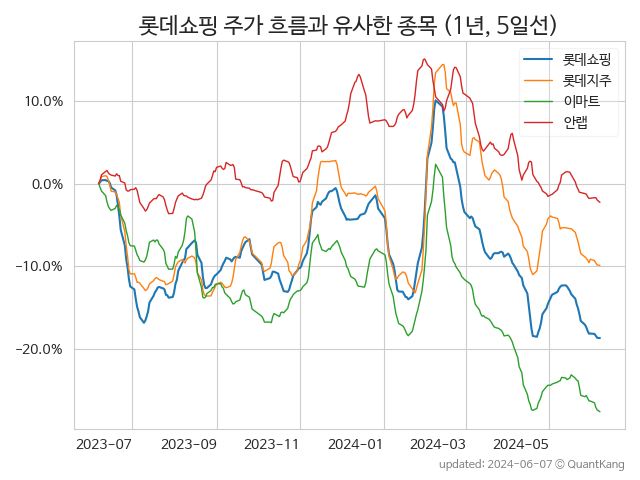 롯데쇼핑 주가 흐름과 유사한 종목 (1년, 5일선)
롯데쇼핑
롯데지주
이마트
안랩
10.0%
0.0%
−10.0%
−20.0%
2023-07
2023-09
2023-11
2024-01
2024-03
2024-05
updated: 2024-06-07 © QuantKang